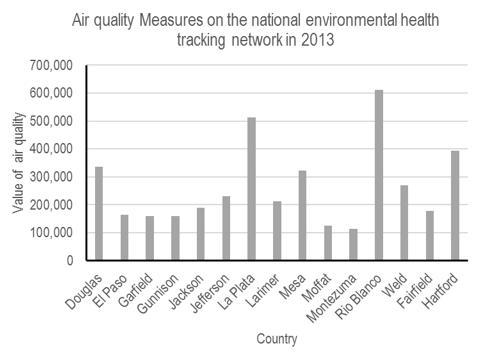 Air quality Measures on the national environmental health
tracking network in 2013
Value of air quality
700,000
600,000
500,000
400,000
300,000
200,000
100,000
0
Douglas
El Paso
Garfield
Gunnison
Jackson
Jefferson
La Plata
Larimer
Mesa
Moffat
Montezuma
Rio Blanco
Weld
Fairfield
Hartford
Country